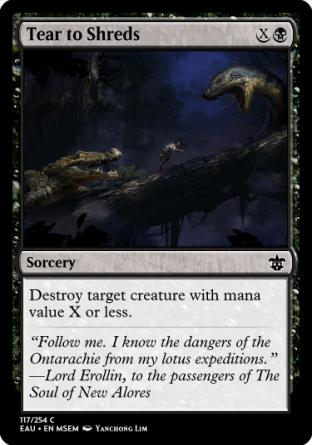 Tear to Shreds X
Sorcery
Destroy target creature with mana
value X or less.
“Follow me. I know the dangers of the
Ontarachie from my lotus expeditions.”
—Lord Erollin, to the passengers of The
Soul of New Alores
117/254 C
EAU • EN MSEM Yanchong Lim